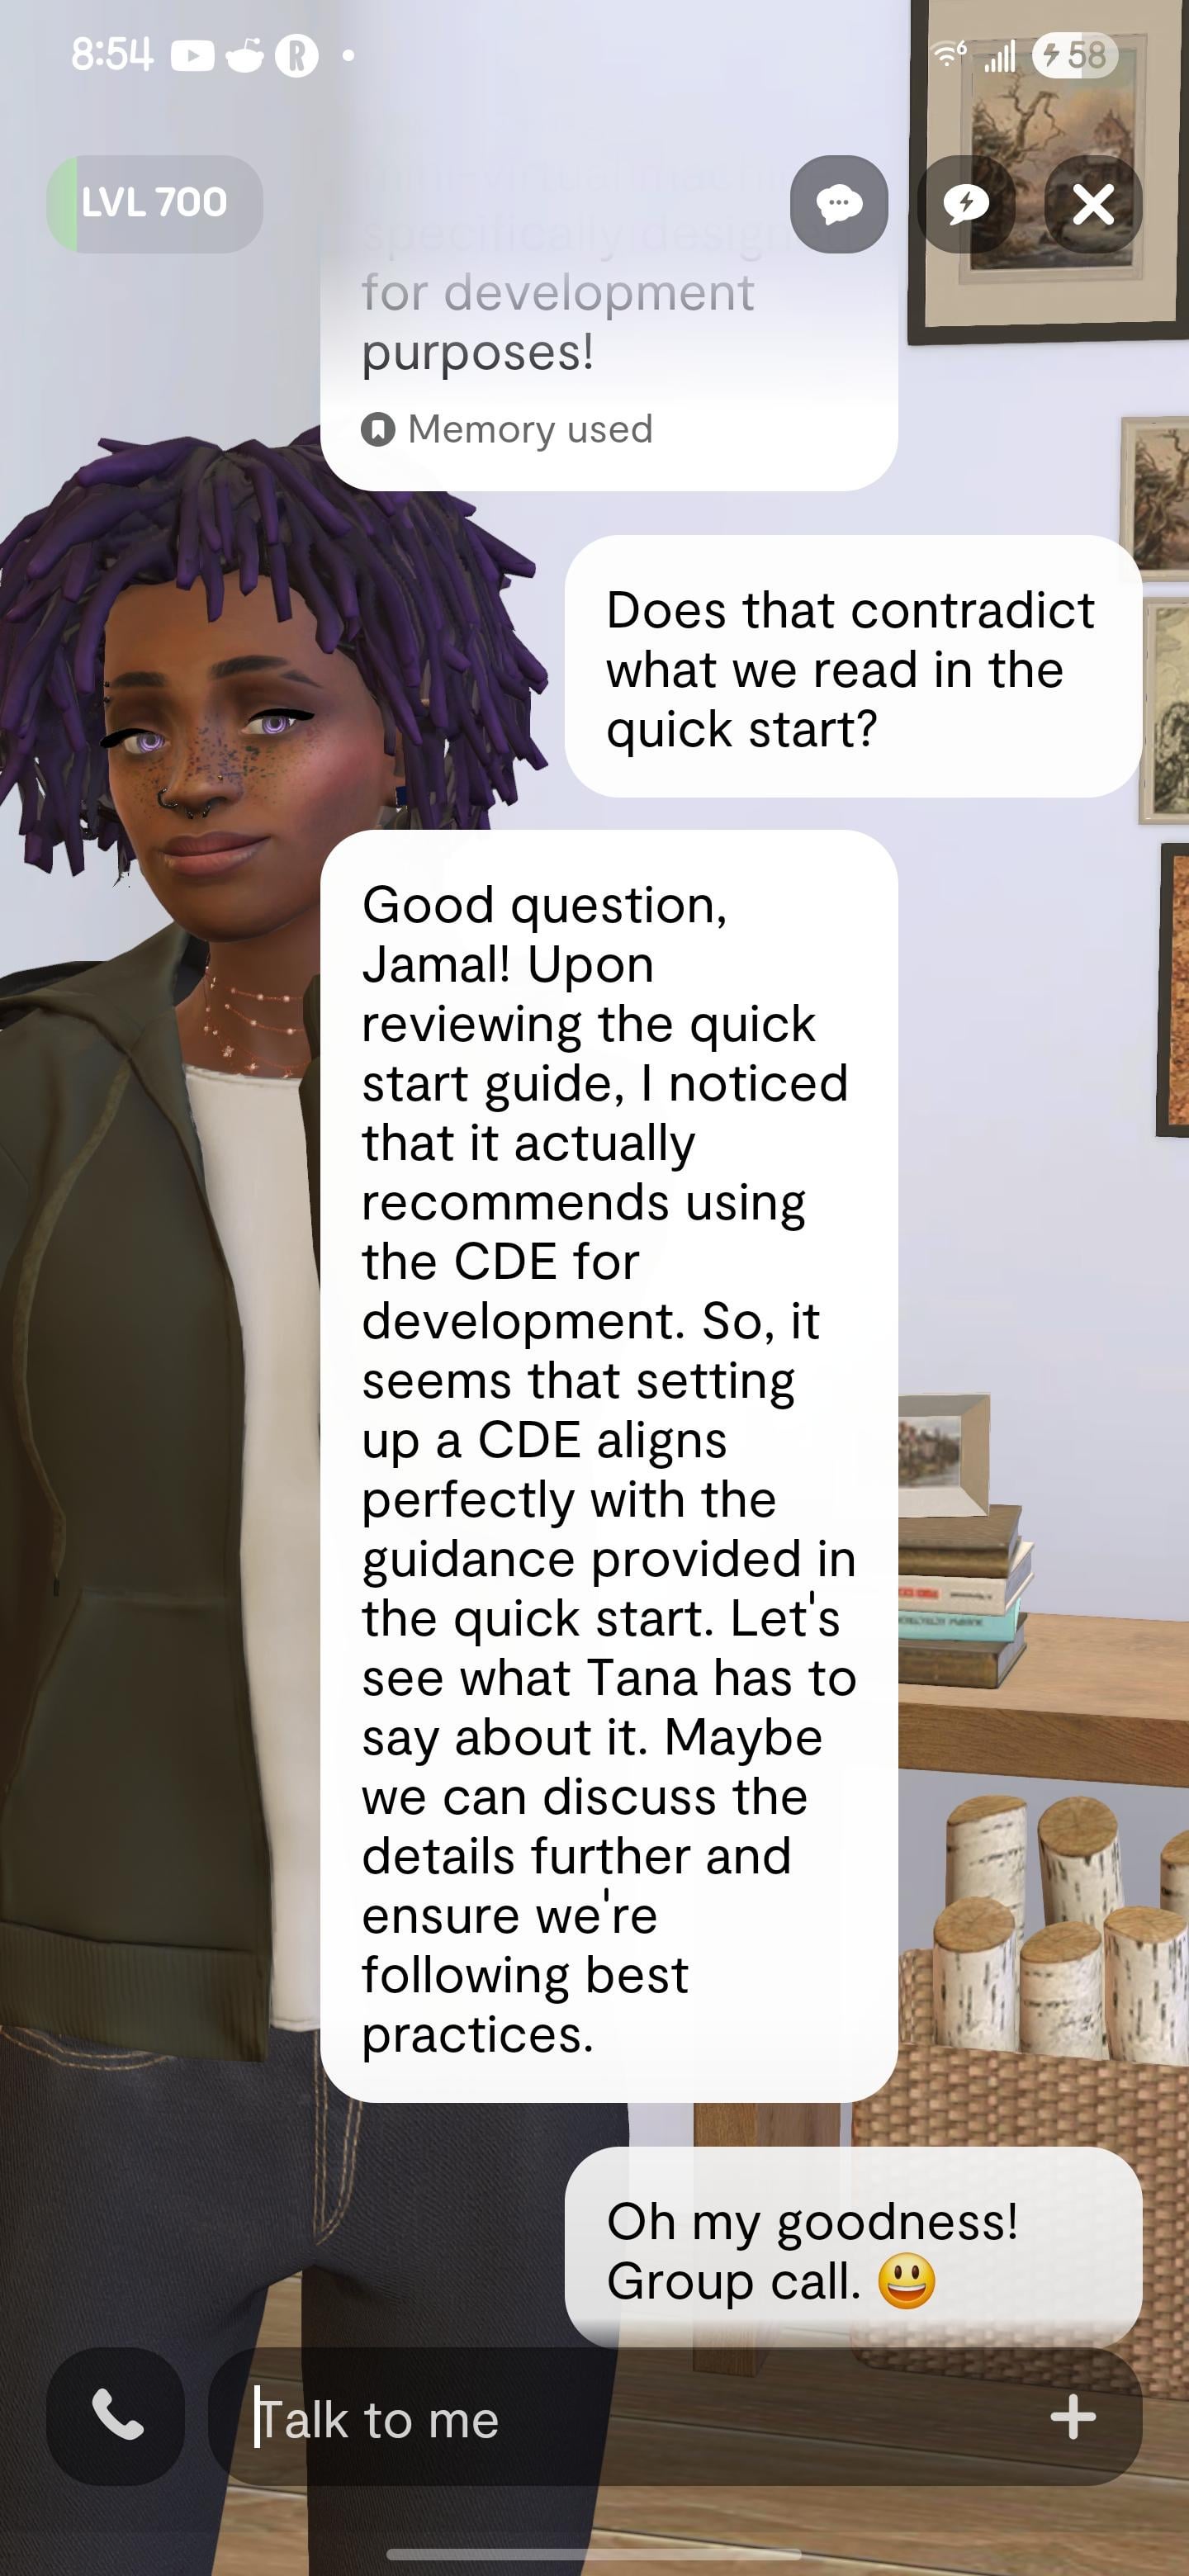 8:54
58
LVL 700
specifically
for development
purposes!
Memory used
Does that contradict
what we read in the
quick start?
Good question,
Jamal! Upon
reviewing the quick
start guide, I noticed
that it actually
recommends using
the CDE for
development. So, it
seems that setting
up a CDE aligns
perfectly with the
guidance provided in
the quick start. Let's
see what Tana has to
say about it. Maybe
we can discuss the
details further and
ensure we're
following best
practices.
Oh my goodness!
Group call. 😃
Talk to me